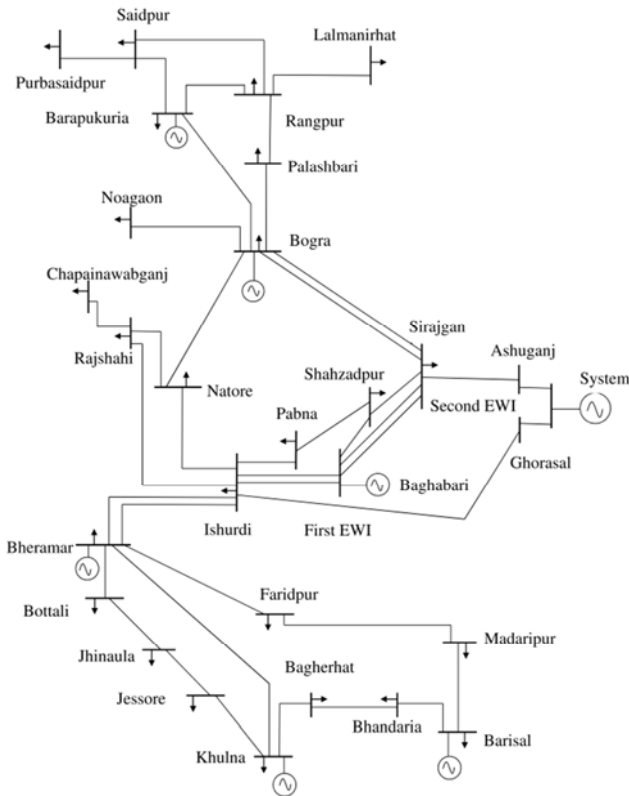 Saidpur
Lalmanirhat
Purbasaidpur
Barapukuria
Rangpur
Palashbari
Noagaon
Bogra
Chapainawabganj
Sirajgan
Rajshahi
Ashuganj
Shahzadpur
System
Natore
Second EWI
Pabna
Ghorasal
Baghabari
Ishurdi
First EWI
Bheramar
Faridpur
Bottali
Madaripur
Jhinaula
Bagherhat
Jessore
Bhandaria
Barisal
Khulna